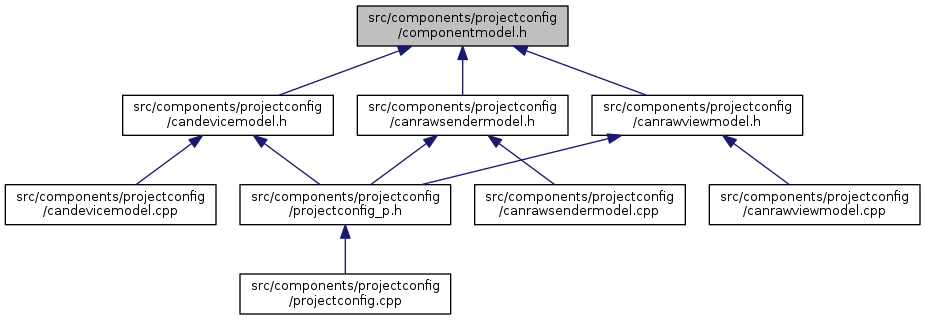 src/components/projectconfig
/componentmodel.h
src/components/projectconfig
/candevicemodel.h
src/components/projectconfig
/canrawsendermodel.h
src/components/projectconfig
/canrawviewmodel.h
src/components/projectconfig
/candevicemodel.cpp
src/components/projectconfig
/projectconfig_p.h
src/components/projectconfig
/canrawsendermodel.cpp
src/components/projectconfig
/canrawviewmodel.cpp
src/components/projectconfig
/projectconfig.cpp